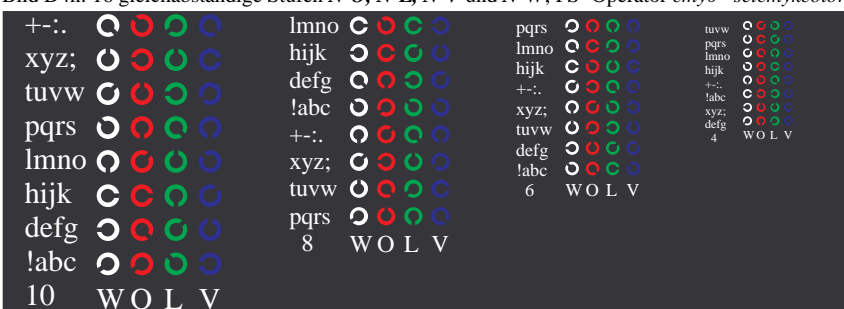 +-:.
xyz;
tuvw
pqrs
lmno
hijk
defg
!abc
10 W O L V
lmno
hijk
defg
!abc
+-:.
xyz;
tuvw
pqrs
8 W O L V
pqrs
lmno
hijk
+-:.
xyz;
tuvw
defg
!abc
6 W O L V
tuvw
pqrs
lmno
hijk
+-:.
!abc
xyz;
defg
4 W O L V